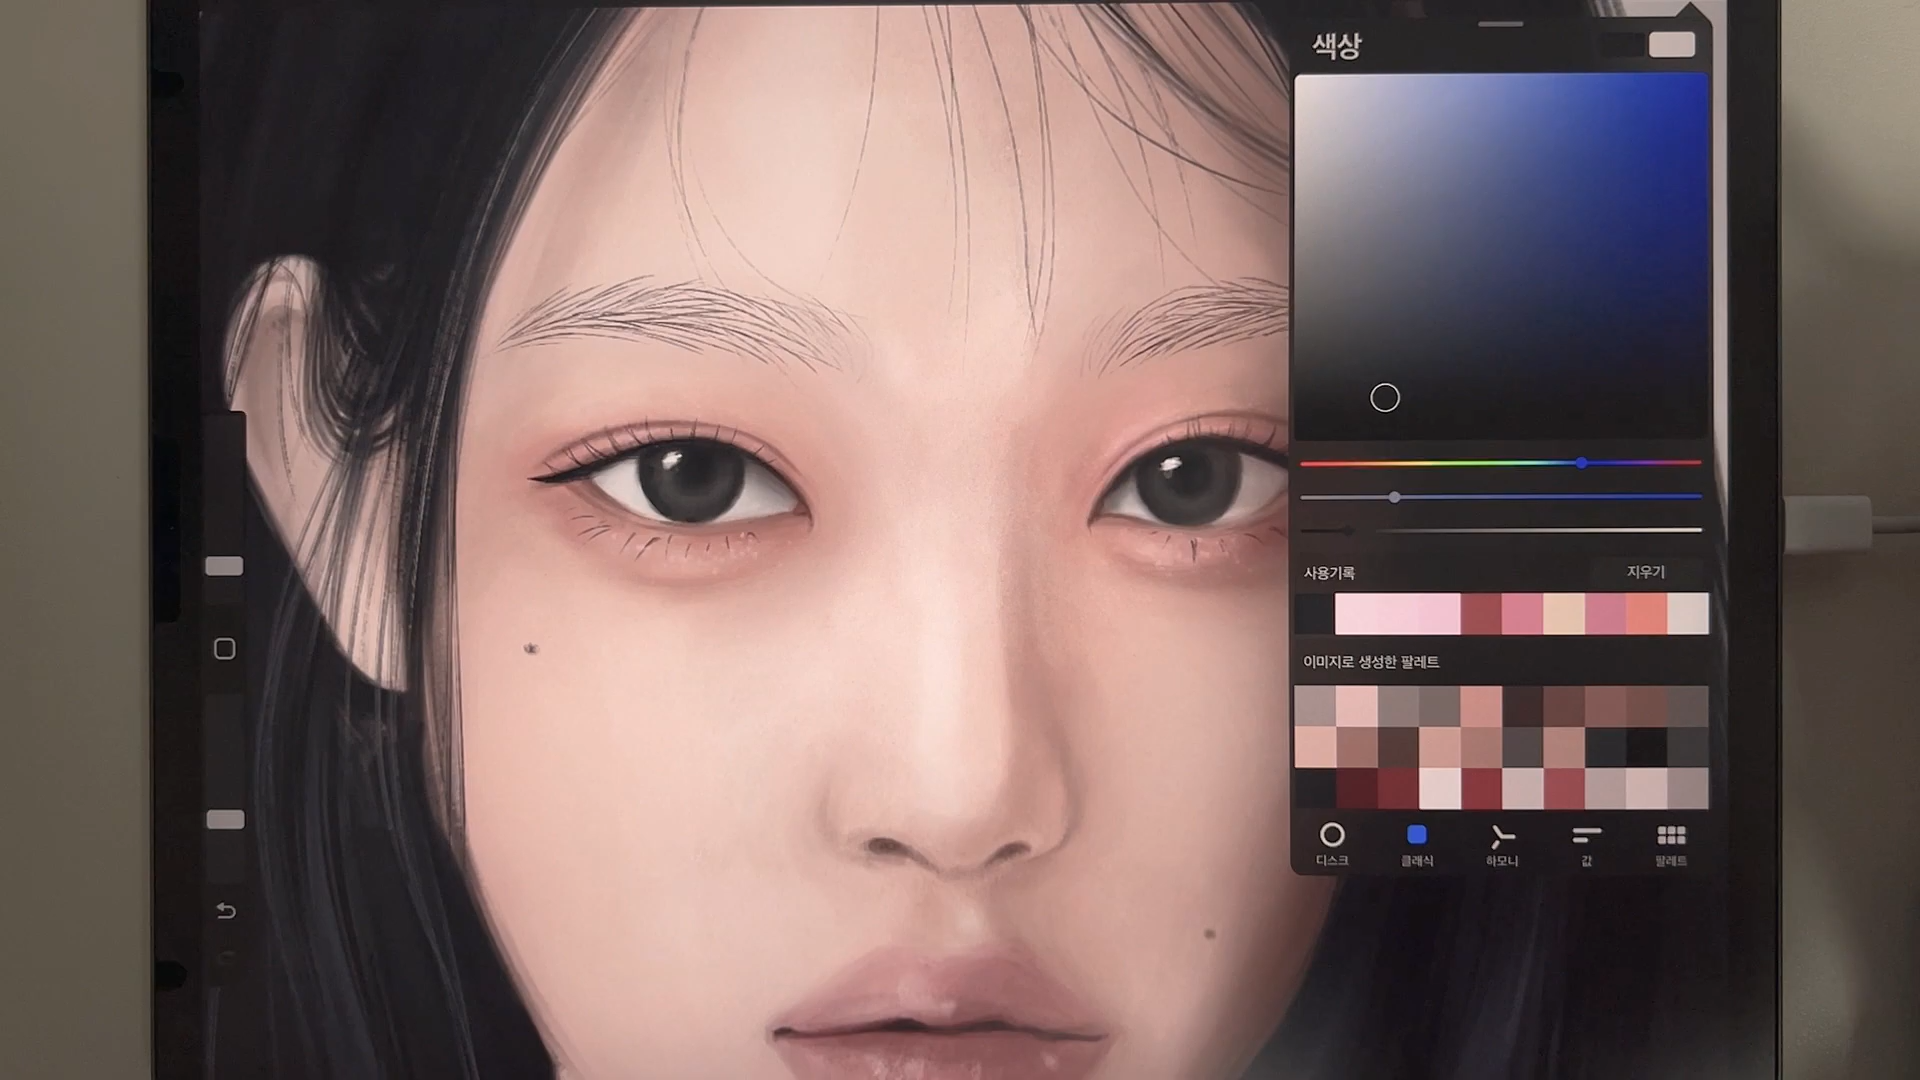 색상
사용기록
지우기
이미지로 생성한 팔레트
디스크
클래식
하모니
값
팔레트